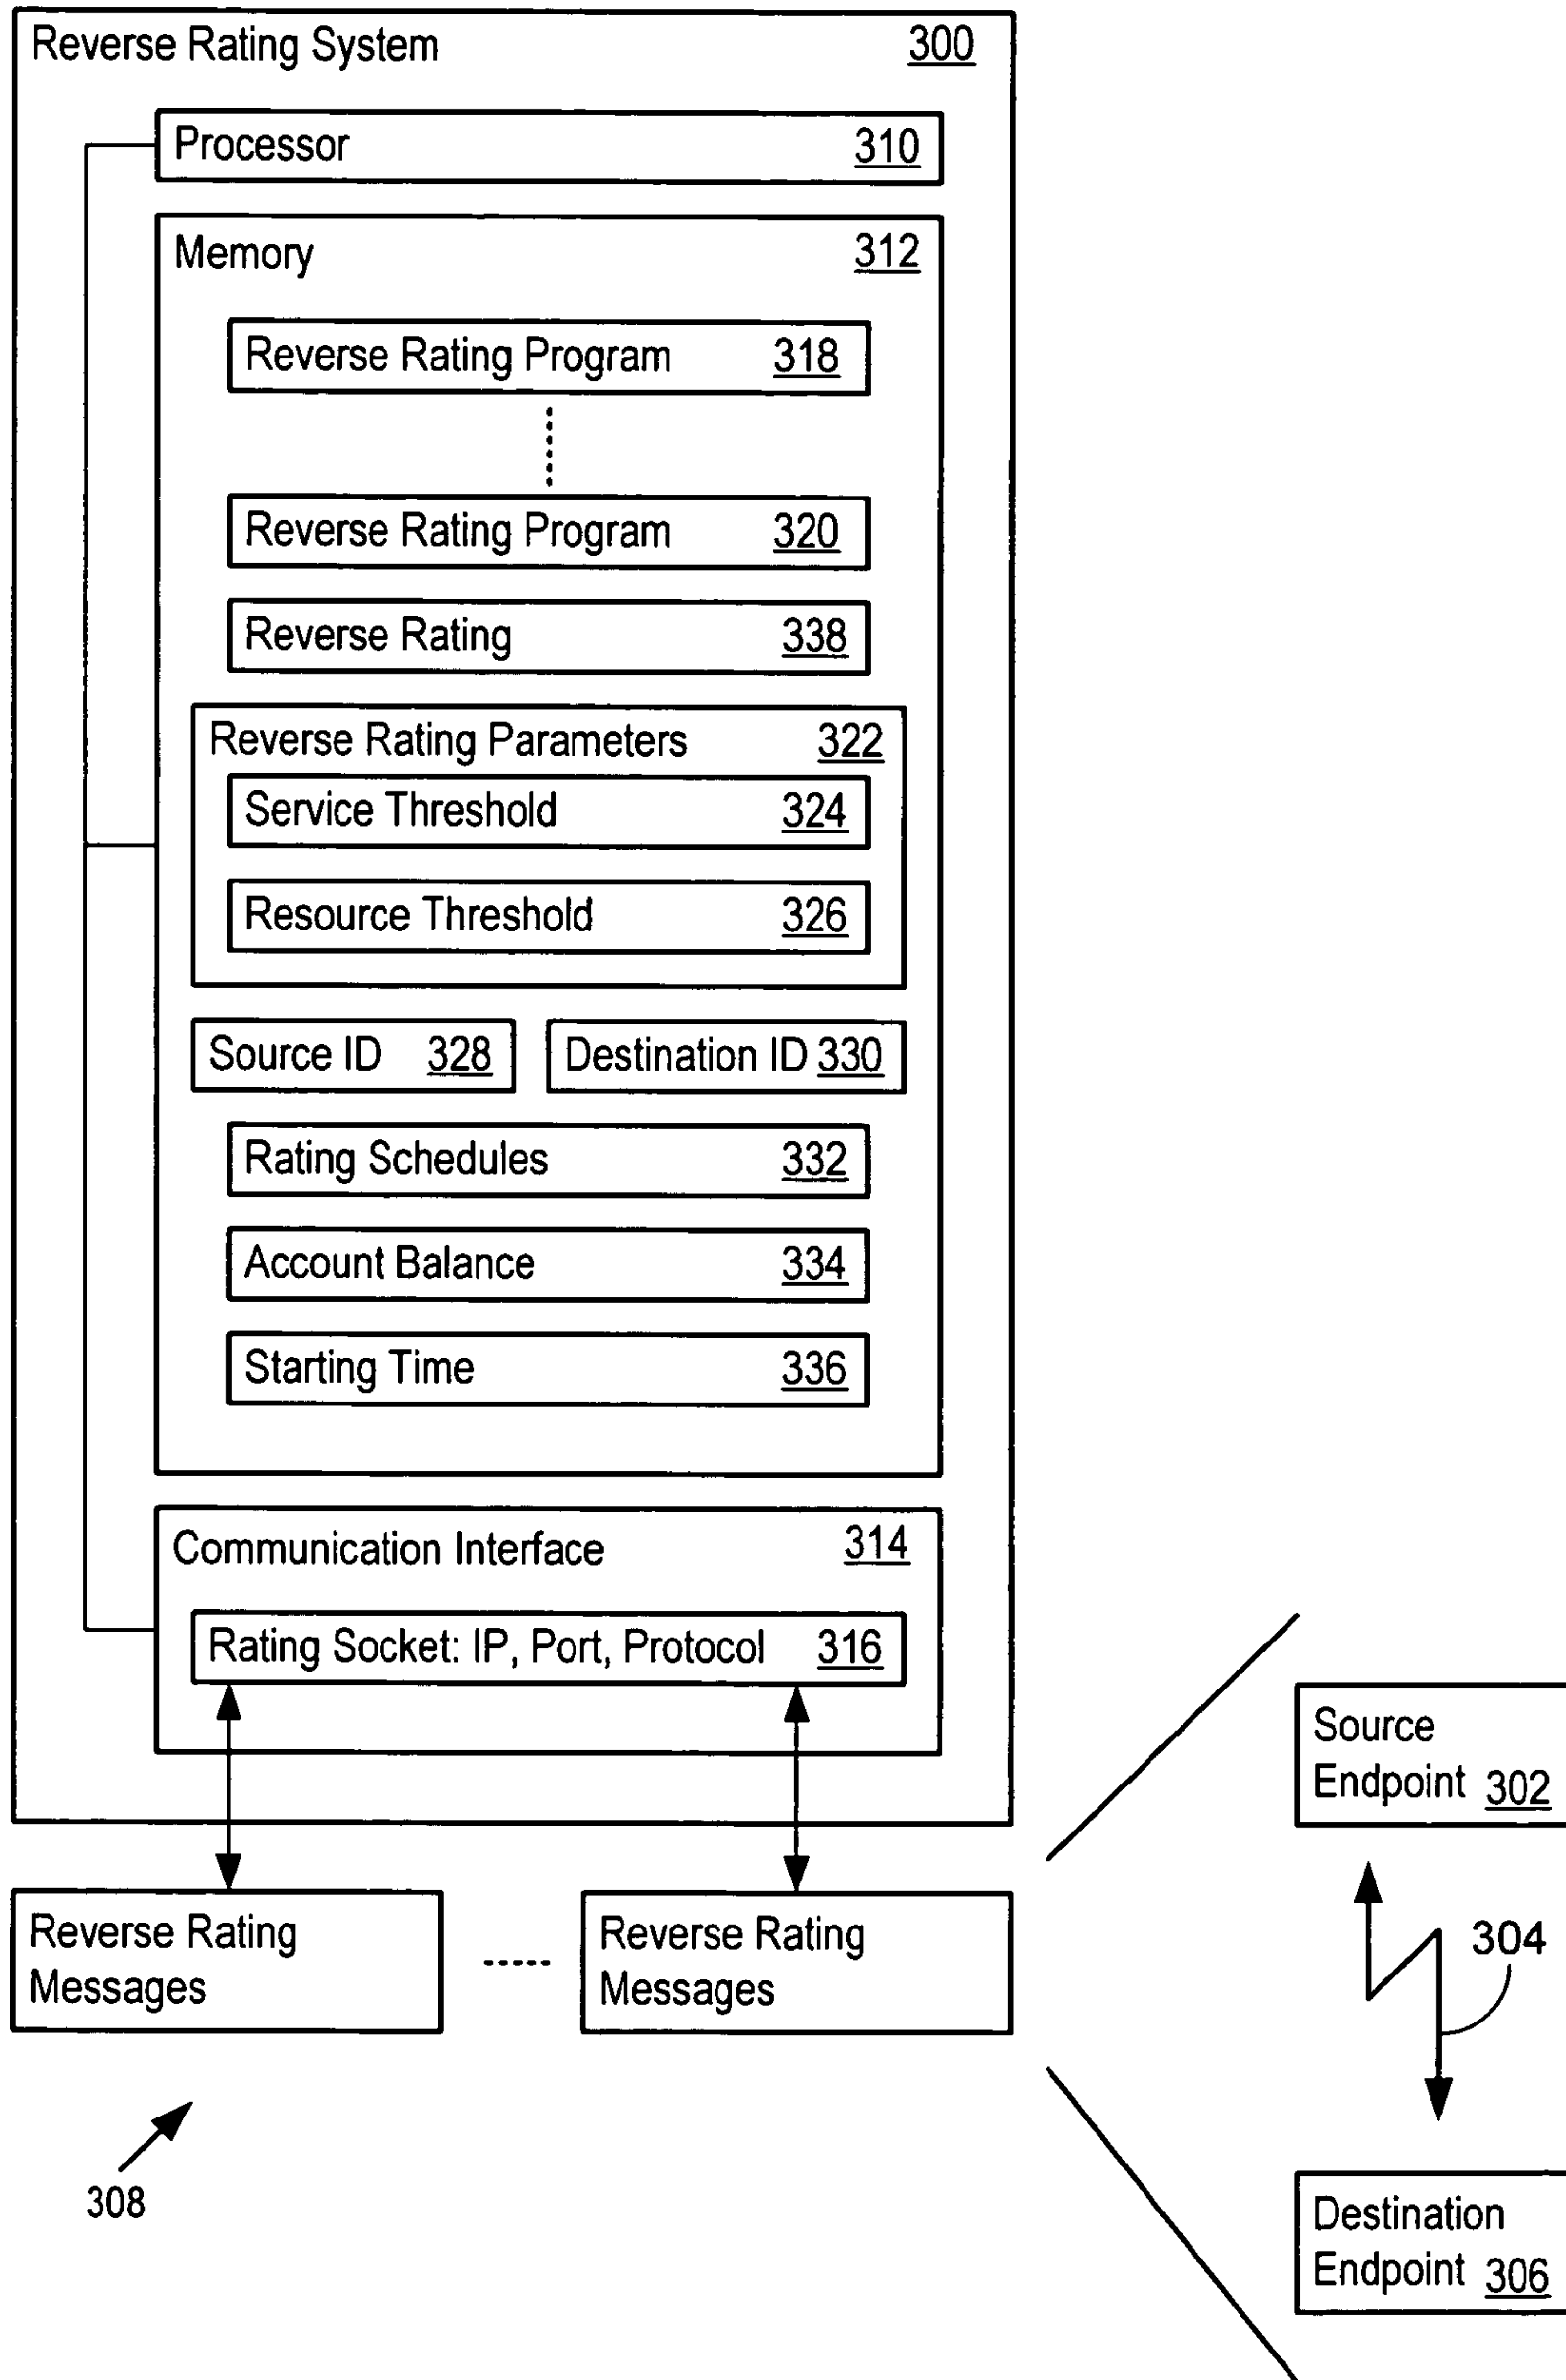 Reverse Rating System 300
Processor 310
Memory 312
Reverse Rating Program 318
Reverse Rating Program 320
Reverse Rating 338
Reverse Rating Parameters 322
Service Threshold 324
Resource Threshold 326
Source ID 328
Destination ID 330
Rating Schedules 332
Account Balance 334
Starting Time 336
Communication Interface 314
Rating Socket: IP, Port, Protocol 316
Reverse Rating
Messages
Reverse Rating
Messages
308
Source
Endpoint 302
304
Destination
Endpoint 306